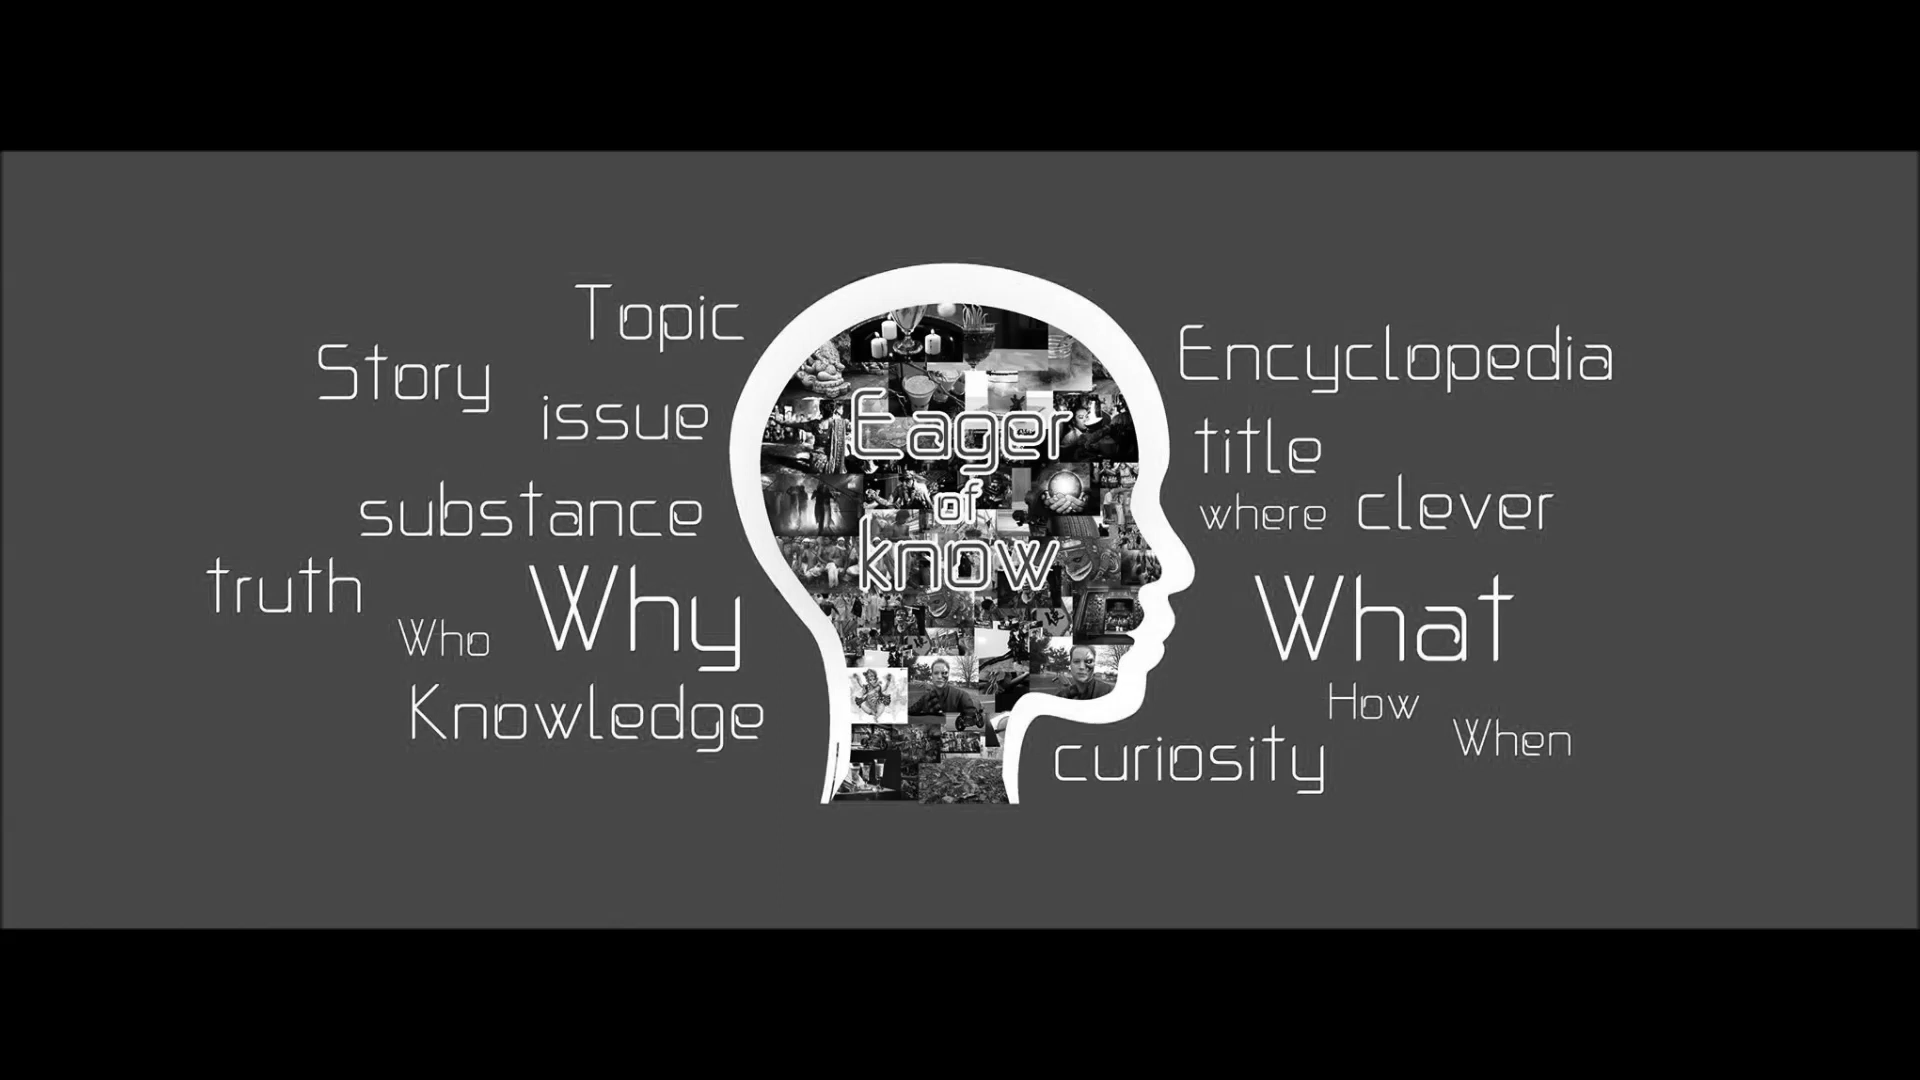 Topic
Story
issue
substance
truth
Who
Why
Knowledge
Eager
of
know
Encyclopedia
title
where
clever
What
How
When
curiosity